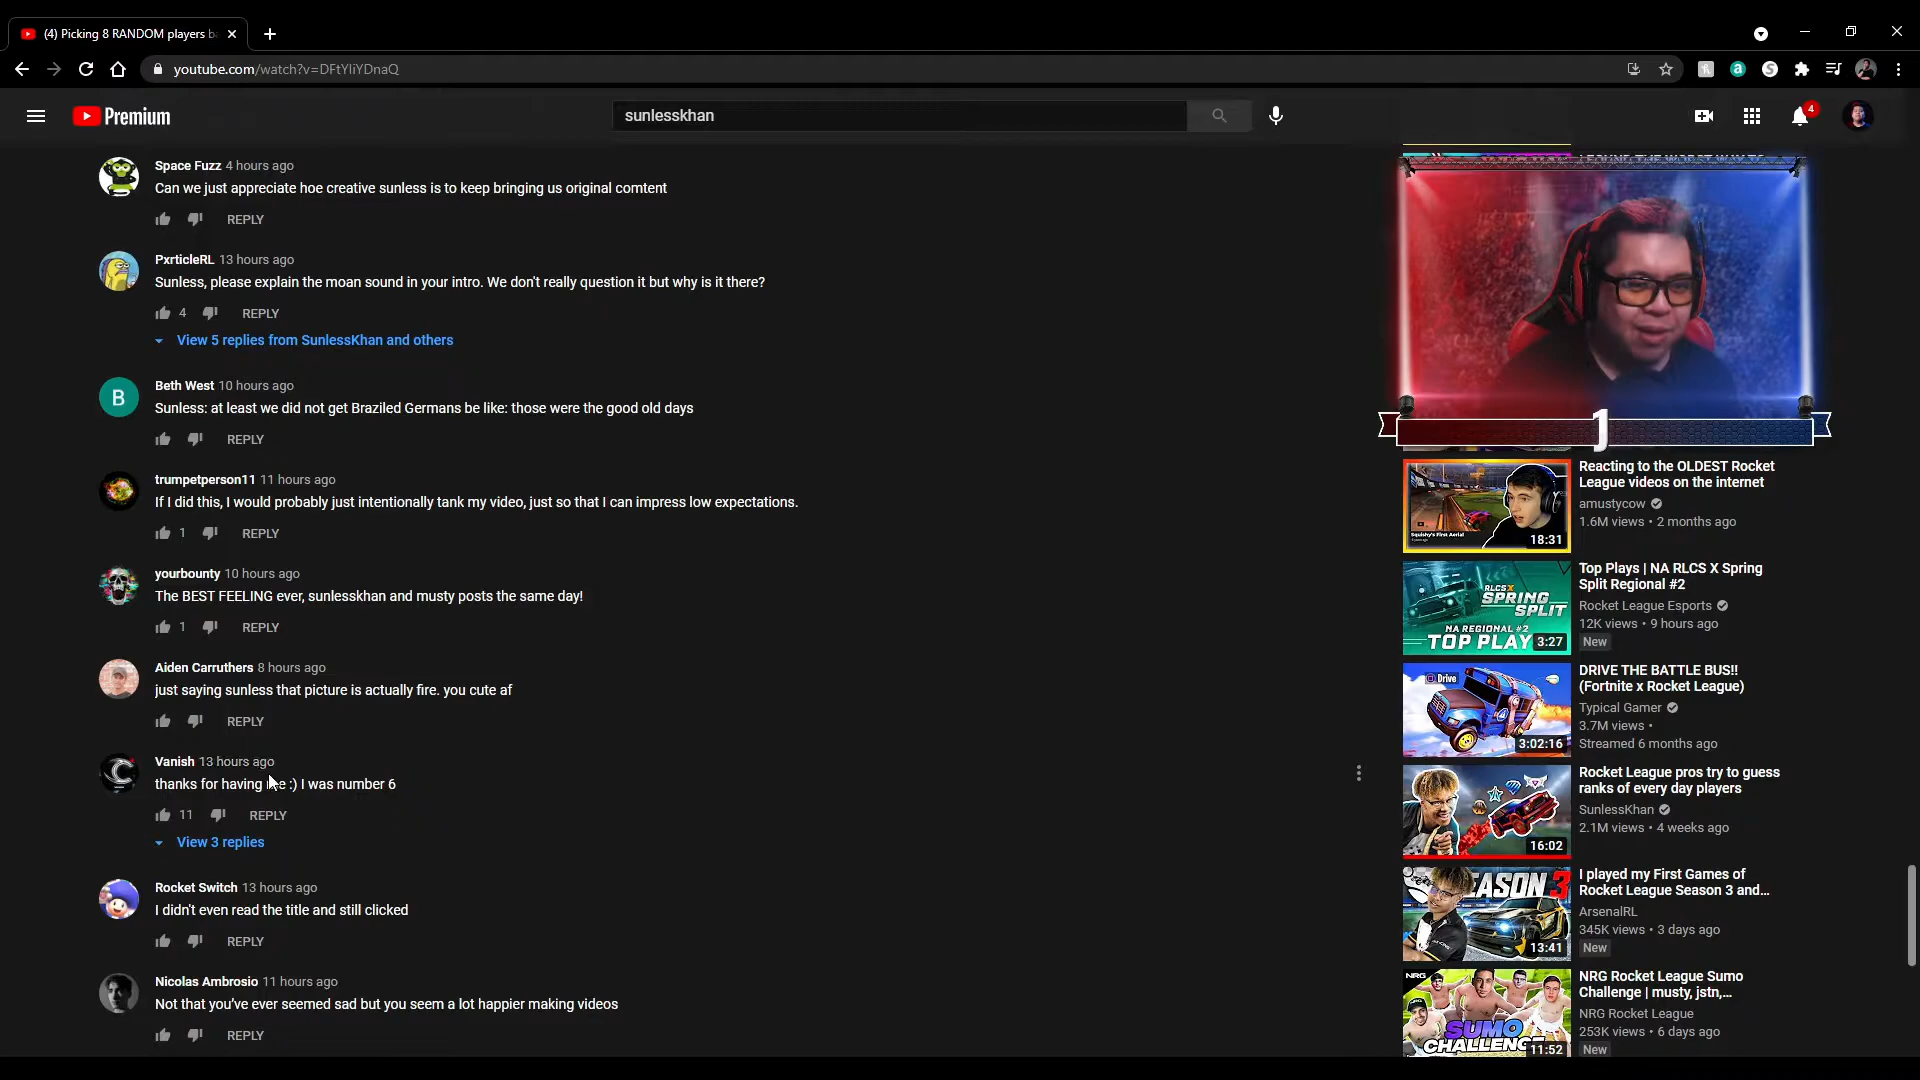 (4) Picking 8 RANDOM players ba
youtube.com/watch?v=DFtYliYDnaQ
Premium
sunlesskhan
4
Space Fuzz 4 hours ago
Can we just appreciate hoe creative sunless is to keep bringing us original comtent
REPLY
PxrticleRL 13 hours ago
Sunless, please explain the moan sound in your intro. We don't really question it but why is it there?
4 REPLY
View 5 replies from SunlessKhan and others
B
Beth West 10 hours ago
Sunless: at least we did not get Braziled Germans be like: those were the good old days
REPLY
trumpetperson11 11 hours ago
If I did this, I would probably just intentionally tank my video, just so that I can impress low expectations.
1 REPLY
yourbounty 10 hours ago
The BEST FEELING ever, sunlesskhan and musty posts the same day!
1 REPLY
Aiden Carruthers 8 hours ago
just saying sunless that picture is actually fire. you cute af
REPLY
Vanish 13 hours ago
thanks for having me :) I was number 6
11 REPLY
View 3 replies
Rocket Switch 13 hours ago
I didn't even read the title and still clicked
REPLY
Nicolas Ambrosio 11 hours ago
Not that you've ever seemed sad but you seem a lot happier making videos
REPLY
1
Squishy's First Aerial
18:31
Reacting to the OLDEST Rocket
League videos on the internet
amustycow
1.6M views • 2 months ago
RLCS X
SPRING
SPLIT
NA REGIONAL #2
TOP PLAY
3:27
Top Plays | NA RLCS X Spring
Split Regional #2
Rocket League Esports
12K views • 9 hours ago
New
Drive
3:02:16
DRIVE THE BATTLE BUS!!
(Fortnite x Rocket League)
Typical Gamer
3.7M views •
Streamed 6 months ago
16:02
Rocket League pros try to guess
ranks of every day players
SunlessKhan
2.1M views • 4 weeks ago
EASON 3
13:41
I played my First Games of
Rocket League Season 3 and...
ArsenalRL
345K views • 3 days ago
New
NRG
SUMO
CHALLENGE
11:52
NRG Rocket League Sumo
Challenge | musty, jstn,...
NRG Rocket League
253K views • 6 days ago
New